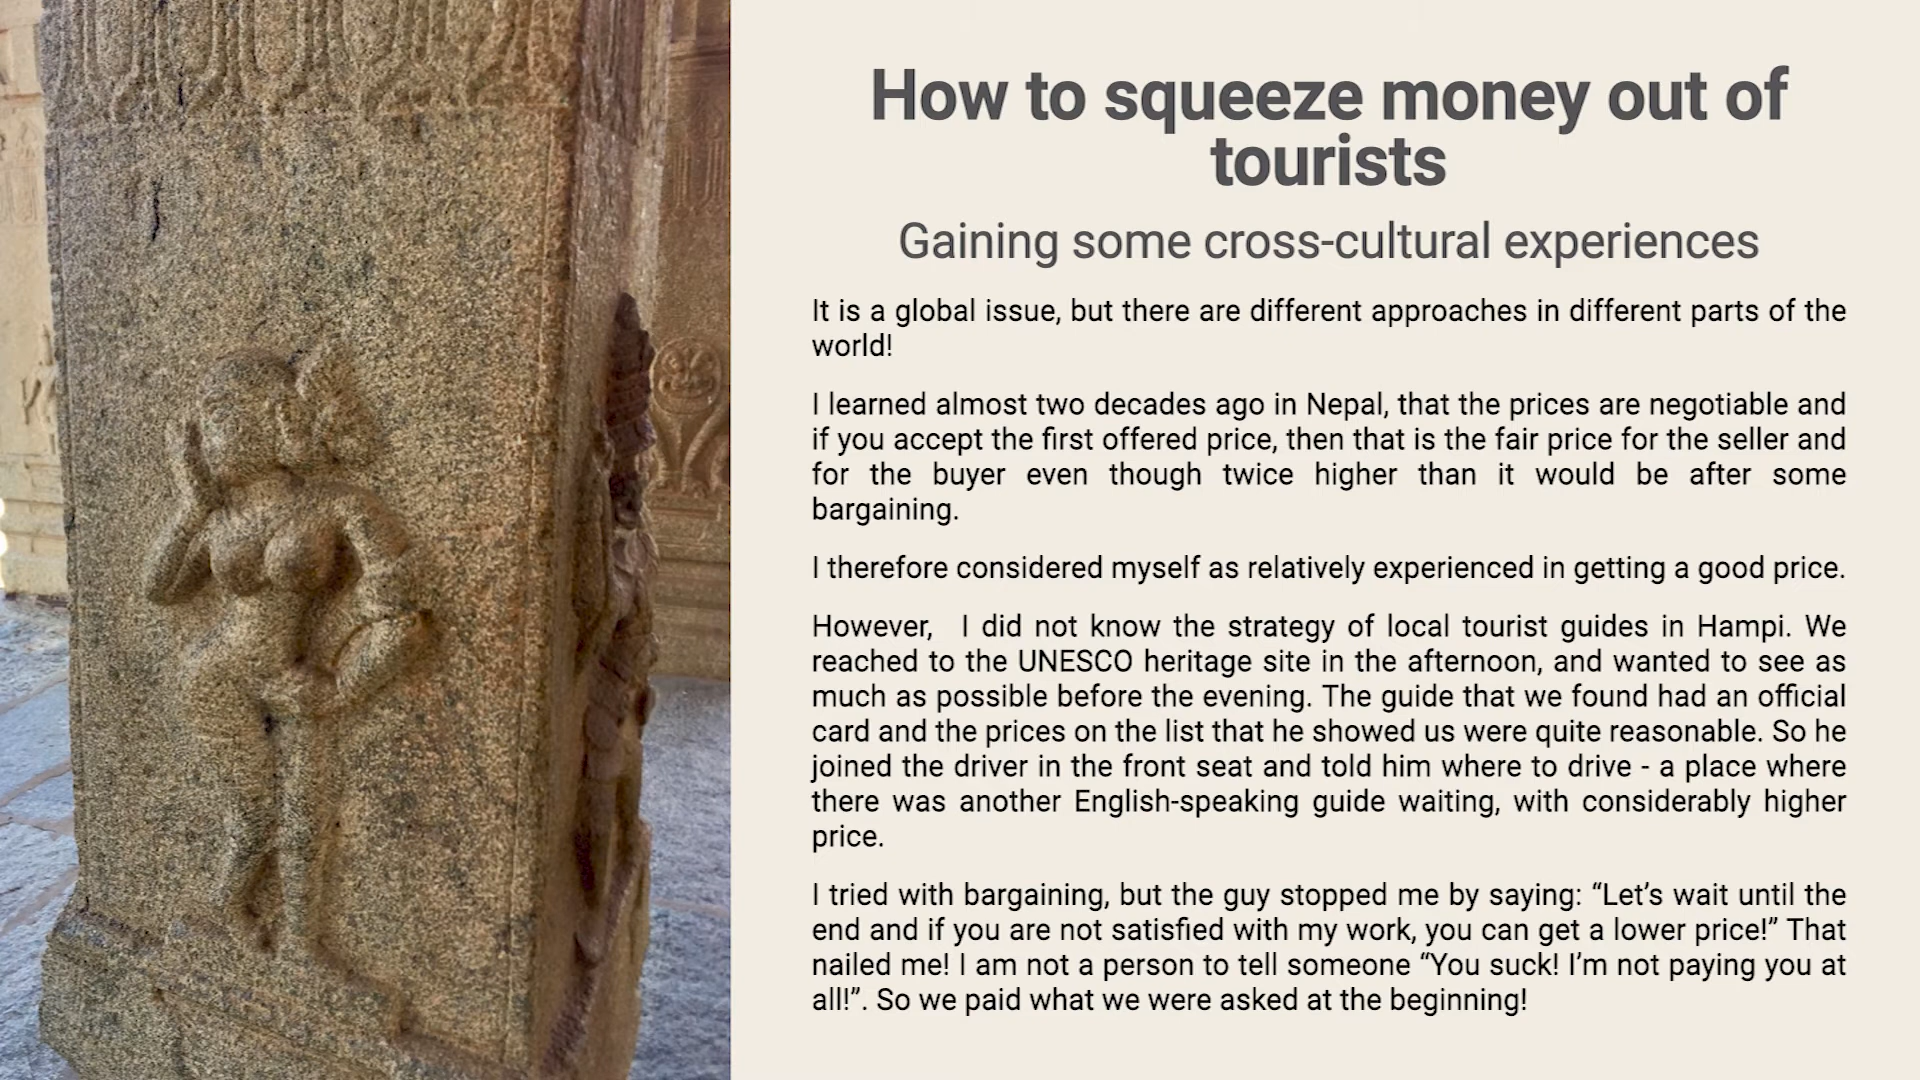 How to squeeze money out of
tourists
Gaining some cross-cultural experiences
It is a global issue, but there are different approaches in different parts of the
world!
I learned almost two decades ago in Nepal, that the prices are negotiable and
if you accept the first offered price, then that is the fair price for the seller and
for the buyer even though twice higher than it would be after some
bargaining.
I therefore considered myself as relatively experienced in getting a good price.
However,  I did not know the strategy of local tourist guides in Hampi. We
reached to the UNESCO heritage site in the afternoon, and wanted to see as
much as possible before the evening. The guide that we found had an official
card and the prices on the list that he showed us were quite reasonable. So he
joined the driver in the front seat and told him where to drive - a place where
there was another English-speaking guide waiting, with considerably higher
price.
I tried with bargaining, but the guy stopped me by saying: “Let’s wait until the
end and if you are not satisfied with my work, you can get a lower price!” That
nailed me! I am not a person to tell someone “You suck! I’m not paying you at
all!”. So we paid what we were asked at the beginning!